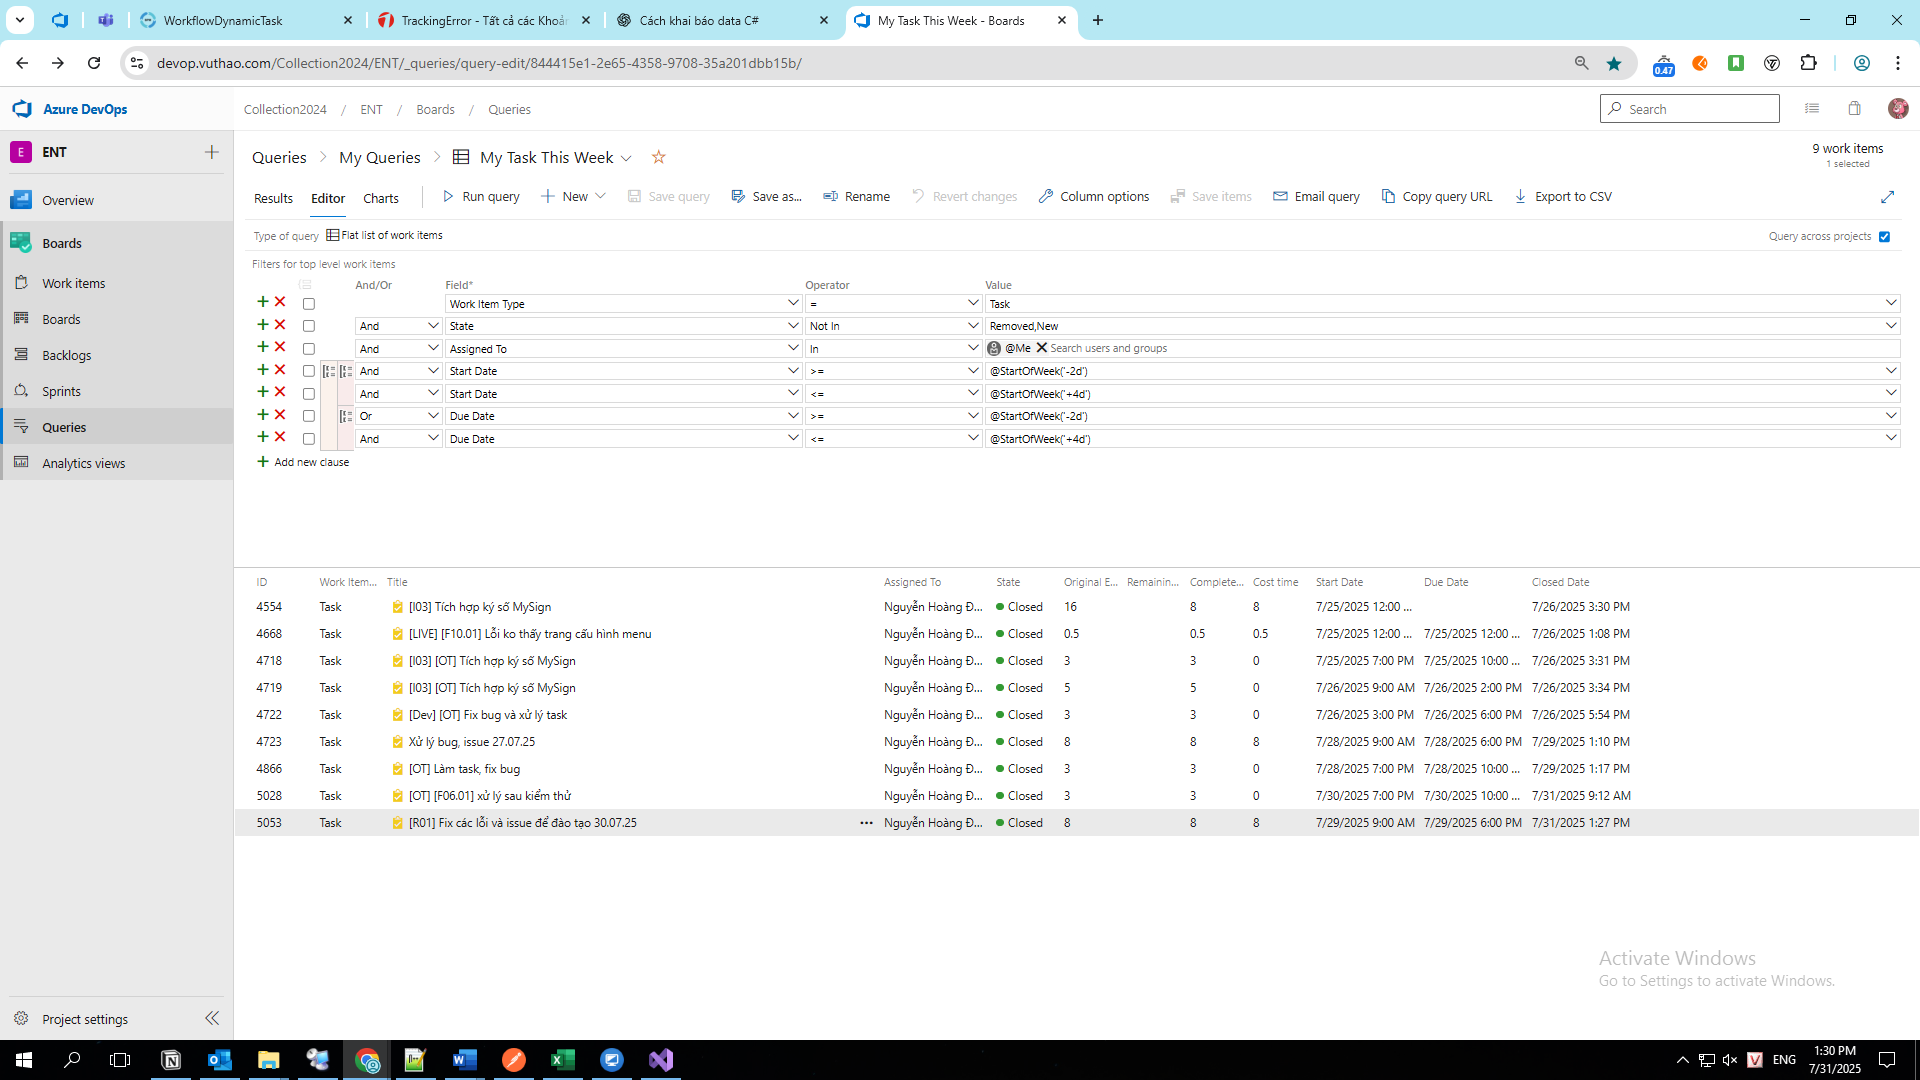 WorkflowDynamicTask
TrackingError - Tất cả các Khoản
Cách khai báo data C#
My Task This Week - Boards
devop.vuthao.com/Collection2024/ENT/_queries/query-edit/844415e1-2e65-4358-9708-35a201dbb15b/
0.47
Azure DevOps
Collection2024 / ENT / Boards / Queries
Search
E ENT
Overview
Boards
Work items
Boards
Backlogs
Sprints
Queries
Analytics views
Project settings
Queries > My Queries > My Task This Week
9 work items
1 selected
Results Editor Charts Run query New Save query Save as... Rename Revert changes Column options Save items Email query Copy query URL Export to CSV
Type of query Flat list of work items
Query across projects
Filters for top level work items
And/Or Field* Operator Value
Work Item Type = Task
And State Not In Removed,New
And Assigned To In @Me Search users and groups
And Start Date >= @StartOfWeek('-2d')
And Start Date <= @StartOfWeek('+4d')
Or Due Date >= @StartOfWeek('-2d')
And Due Date <= @StartOfWeek('+4d')
Add new clause
ID Work Item... Title Assigned To State Original E... Remainin... Complete... Cost time Start Date Due Date Closed Date
4554 Task [I03] Tích hợp ký số MySign Nguyễn Hoàng Đ... Closed 16 8 8 7/25/2025 12:00 ... 7/26/2025 3:30 PM
4668 Task [LIVE] [F10.01] Lỗi ko thấy trang cấu hình menu Nguyễn Hoàng Đ... Closed 0.5 0.5 0.5 7/25/2025 12:00 ... 7/25/2025 12:00 ... 7/26/2025 1:08 PM
4718 Task [I03] [OT] Tích hợp ký số MySign Nguyễn Hoàng Đ... Closed 3 3 0 7/25/2025 7:00 PM 7/25/2025 10:00 ... 7/26/2025 3:31 PM
4719 Task [I03] [OT] Tích hợp ký số MySign Nguyễn Hoàng Đ... Closed 5 5 0 7/26/2025 9:00 AM 7/26/2025 2:00 PM 7/26/2025 3:34 PM
4722 Task [Dev] [OT] Fix bug và xử lý task Nguyễn Hoàng Đ... Closed 3 3 0 7/26/2025 3:00 PM 7/26/2025 6:00 PM 7/26/2025 5:54 PM
4723 Task Xử lý bug, issue 27.07.25 Nguyễn Hoàng Đ... Closed 8 8 8 7/28/2025 9:00 AM 7/28/2025 6:00 PM 7/29/2025 1:10 PM
4866 Task [OT] Làm task, fix bug Nguyễn Hoàng Đ... Closed 3 3 0 7/28/2025 7:00 PM 7/28/2025 10:00 ... 7/29/2025 1:17 PM
5028 Task [OT] [F06.01] xử lý sau kiểm thử Nguyễn Hoàng Đ... Closed 3 3 0 7/30/2025 7:00 PM 7/30/2025 10:00 ... 7/31/2025 9:12 AM
5053 Task [R01] Fix các lỗi và issue để đào tạo 30.07.25 ... Nguyễn Hoàng Đ... Closed 8 8 8 7/29/2025 9:00 AM 7/29/2025 6:00 PM 7/31/2025 1:27 PM
Activate Windows
Go to Settings to activate Windows.
ENG
1:30 PM
7/31/2025